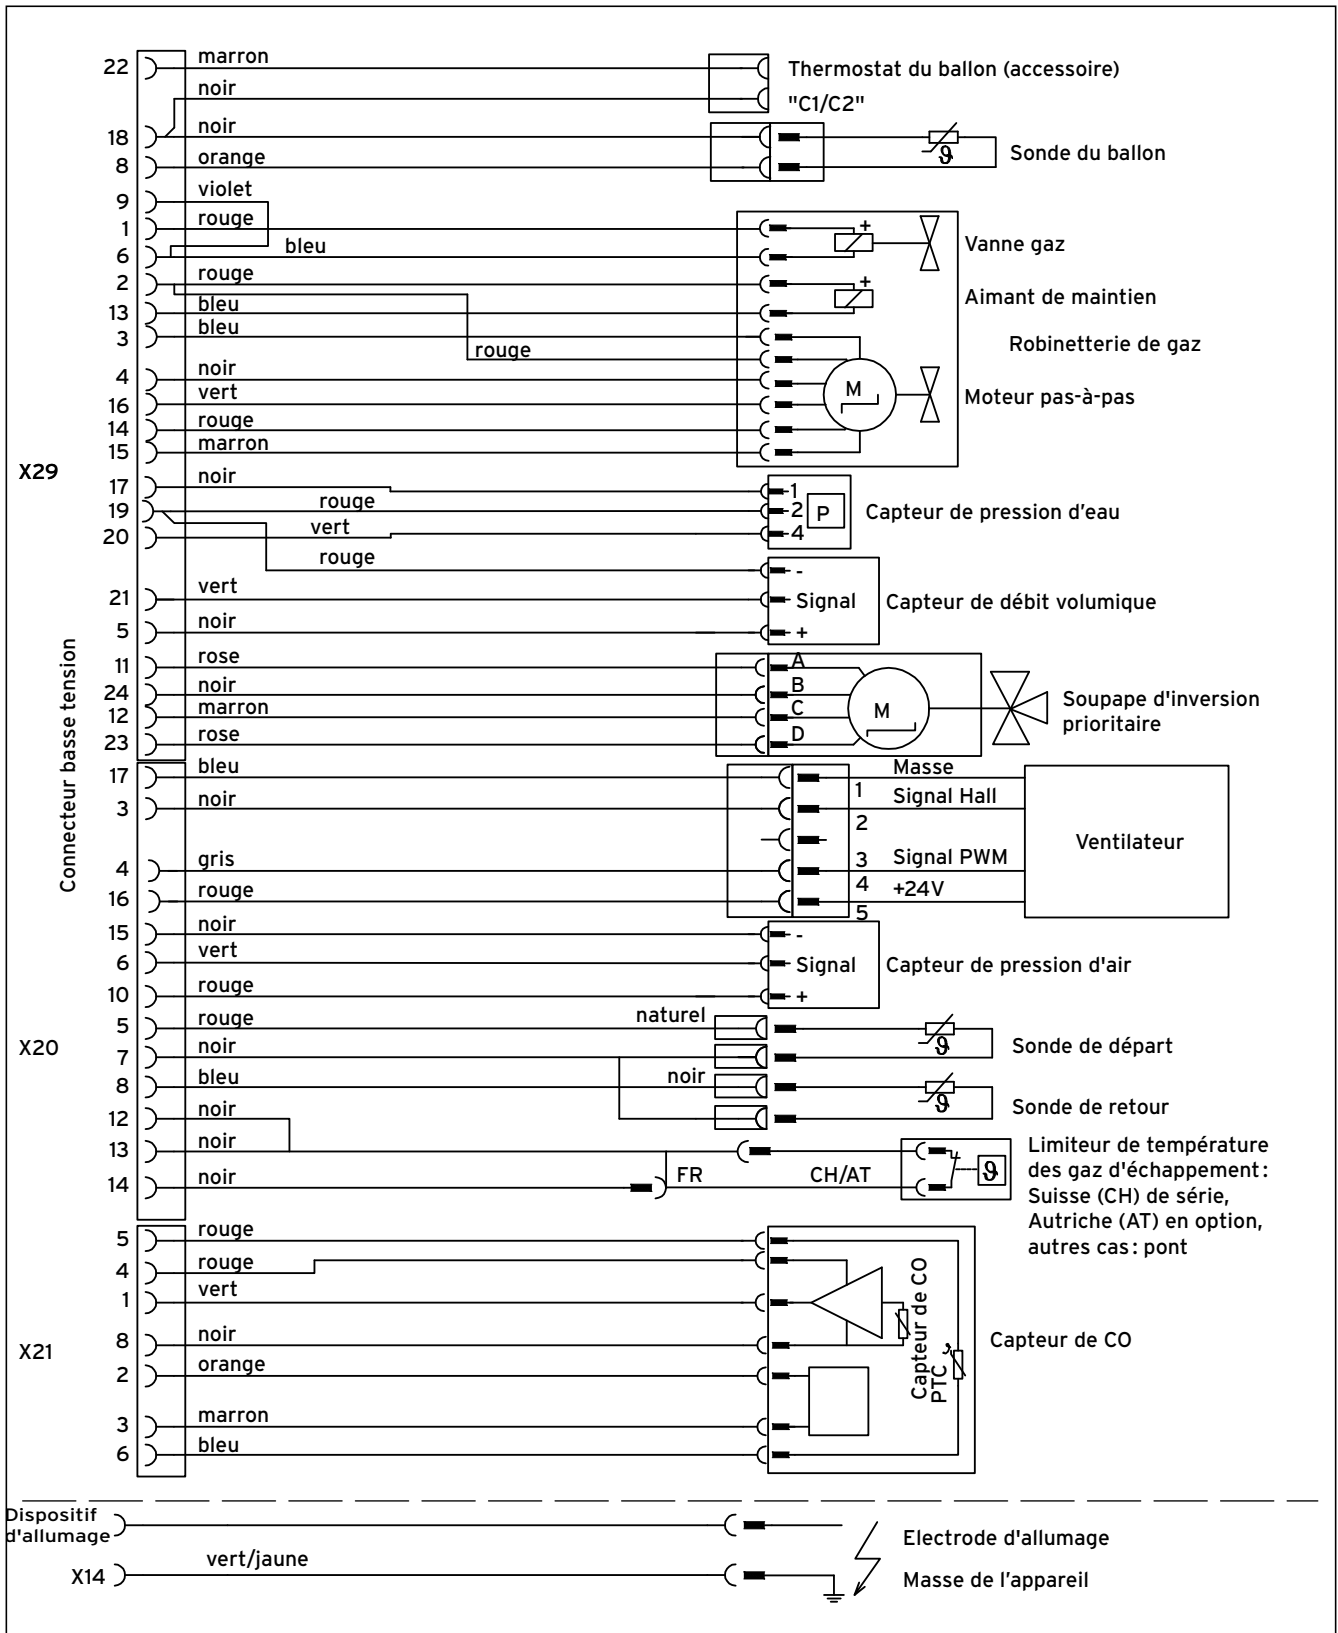 22 marron
Thermostat du ballon (accessoire)
noir
"C1/C2"
18 noir
8 orange
ϑ
Sonde du ballon
9 violet
1 rouge
+
Vanne gaz
6 bleu
2 rouge
+
Aimant de maintien
13 bleu
3 bleu
Robinetterie de gaz
rouge
4 noir
M
Moteur pas-à-pas
16 vert
14 rouge
15 marron
X29
17 noir
1
19 rouge
2
P
Capteur de pression d'eau
20 vert
4
rouge
-
21 vert
Signal
Capteur de débit volumique
5 noir
+
Connecteur basse tension
11 rose
A
24 noir
B
12 marron
C
M
Soupape d'inversion
prioritaire
23 rose
D
17 bleu
Masse
1
3 noir
Signal Hall
2
Ventilateur
4 gris
3
Signal PWM
16 rouge
4
+24V
5
15 noir
-
6 vert
Signal
Capteur de pression d'air
10 rouge
+
5 rouge
naturel
X20
7 noir
ϑ
Sonde de départ
8 bleu
noir
ϑ
Sonde de retour
12 noir
13 noir
14 noir
FR
CH/AT
ϑ
Limiteur de température
des gaz d'échappement:
Suisse (CH) de série,
Autriche (AT) en option,
autres cas: pont
5 rouge
4 rouge
1 vert
X21
8 noir
2 orange
3 marron
6 bleu
Capteur de CO
PTC
ϑ
Capteur de CO
Dispositif
d'allumage
Electrode d'allumage
X14
vert/jaune
Masse de l'appareil